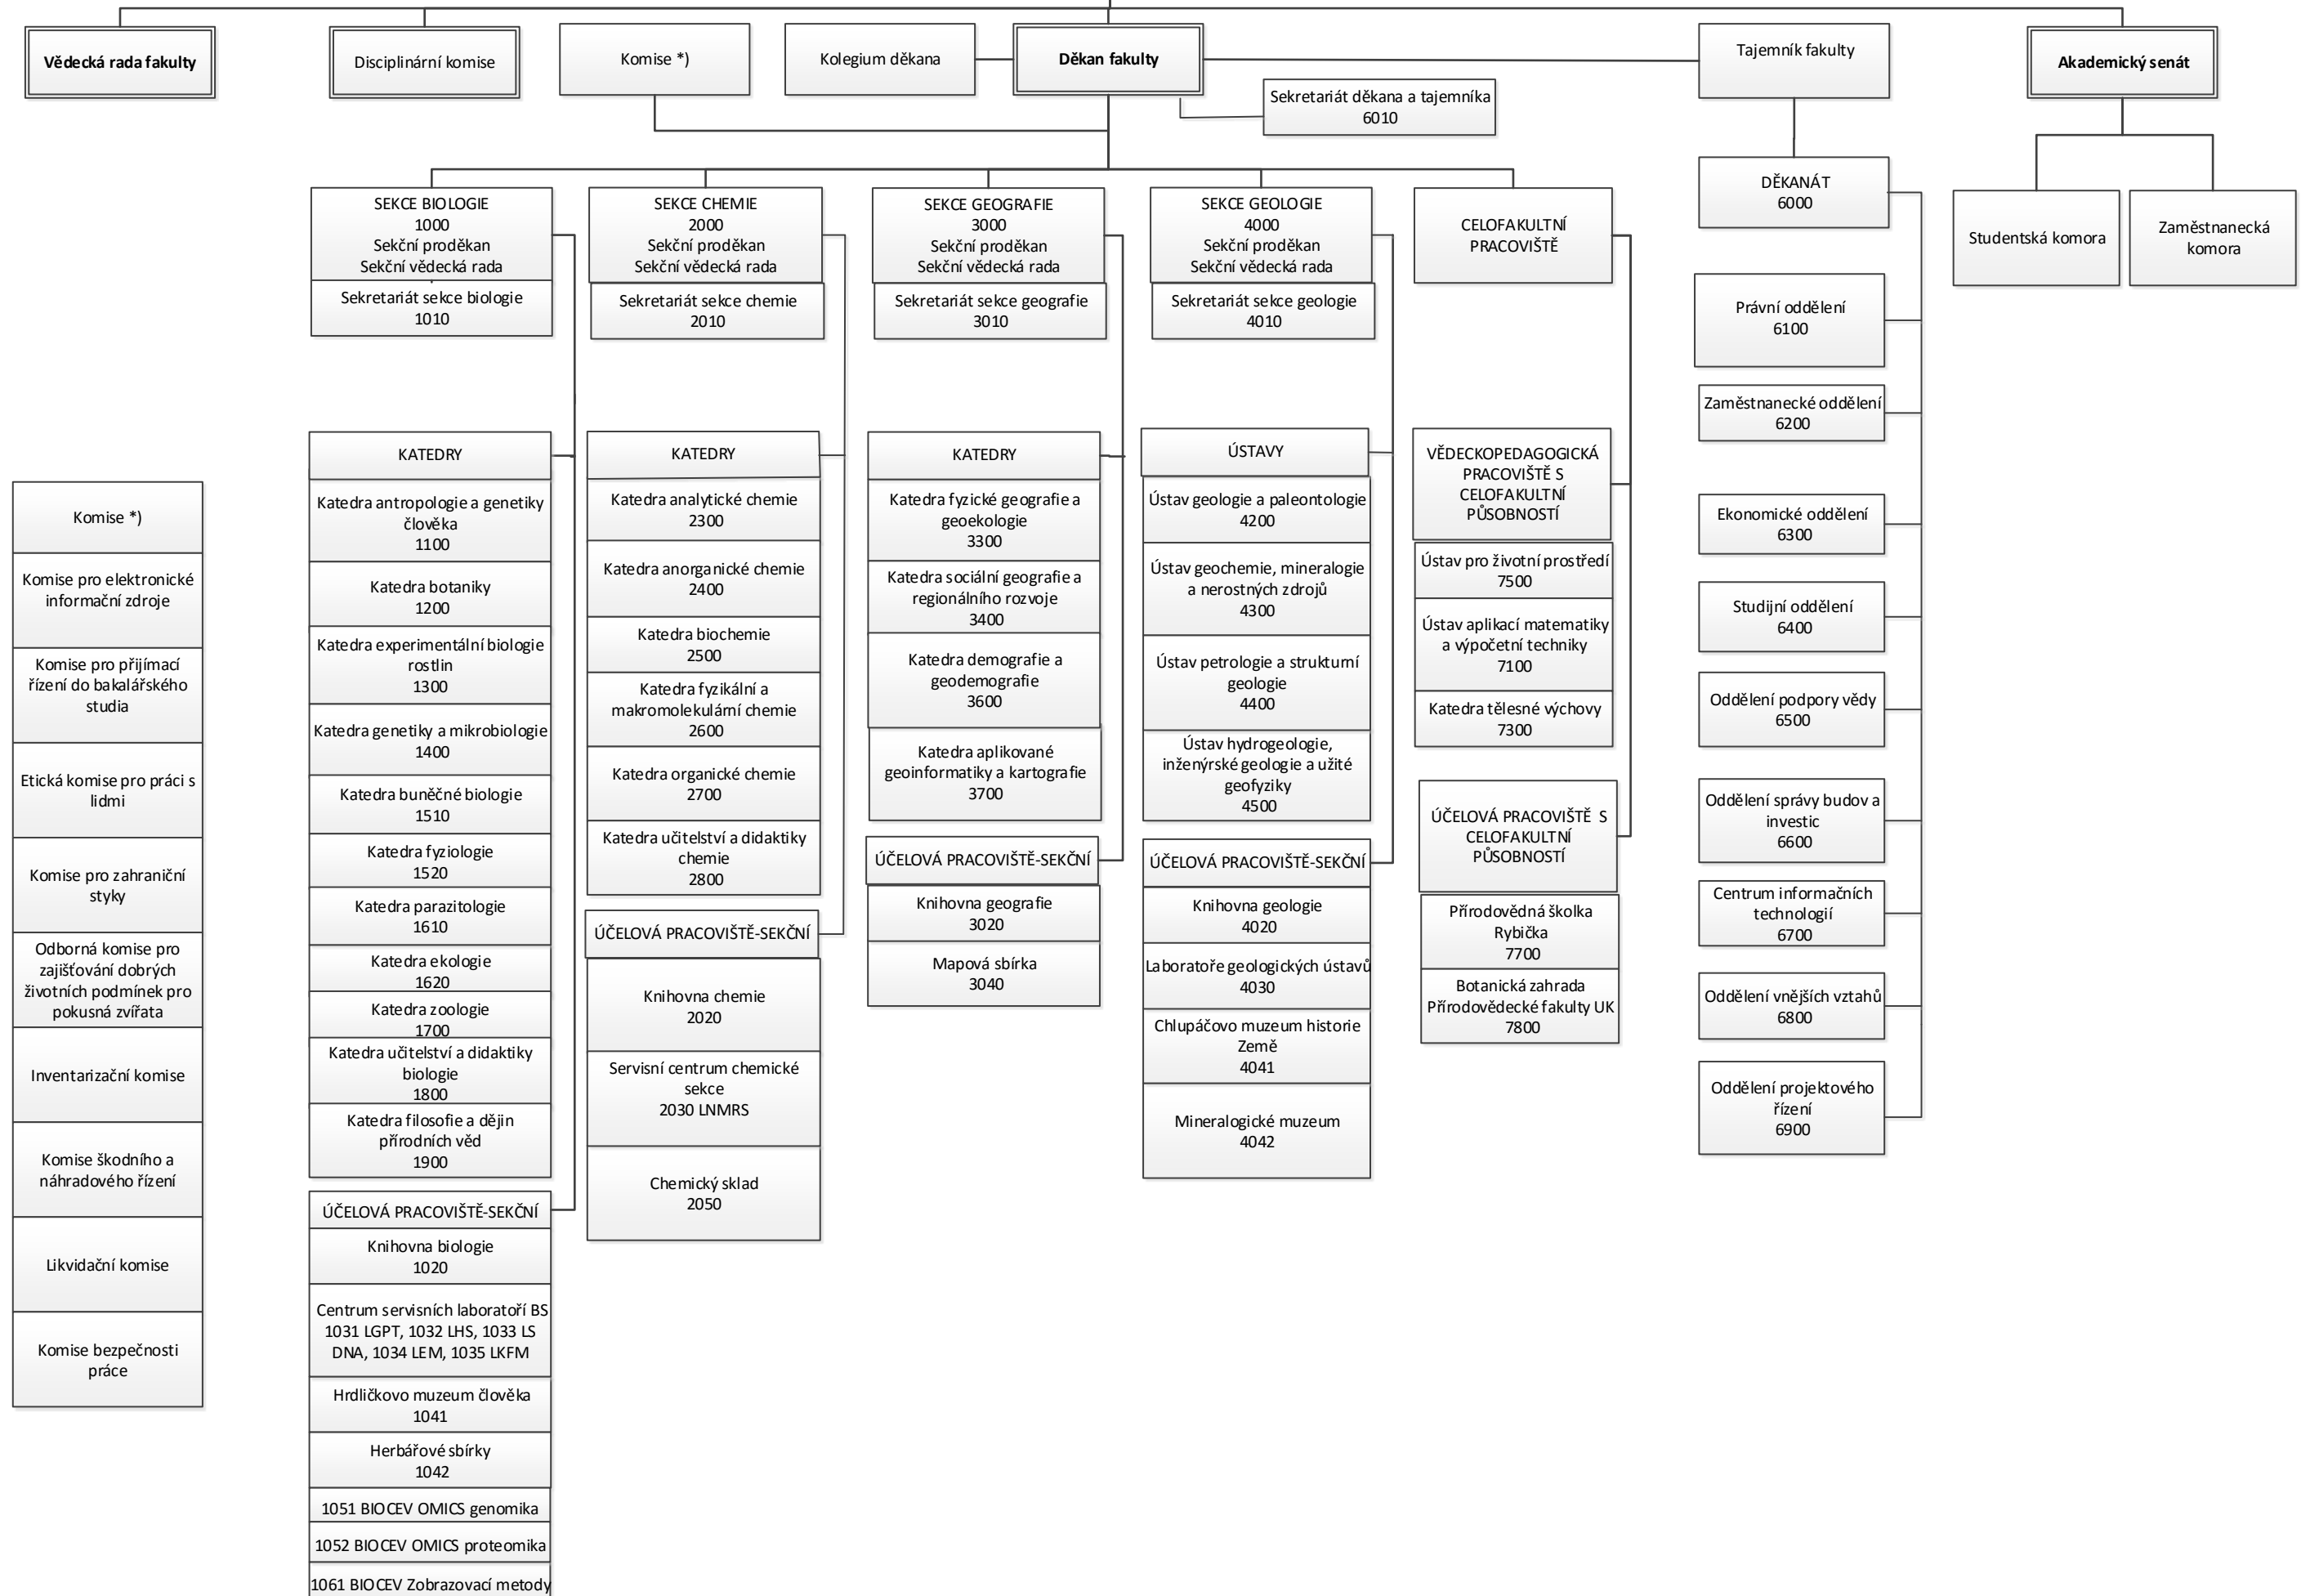 Vědecká rada fakulty
Disciplinární komise
Komise *)
Kolegium děkana
Děkan fakulty
Tajemník fakulty
Akademický senát
Sekretariát děkana a tajemníka
6010
SEKCE BIOLOGIE
1000
Sekční proděkan
Sekční vědecká rada
Sekretariát sekce biologie
1010
SEKCE CHEMIE
2000
Sekční proděkan
Sekční vědecká rada
Sekretariát sekce chemie
2010
SEKCE GEOGRAFIE
3000
Sekční proděkan
Sekční vědecká rada
Sekretariát sekce geografie
3010
SEKCE GEOLOGIE
4000
Sekční proděkan
Sekční vědecká rada
Sekretariát sekce geologie
4010
CELOFAKULTNÍ
PRACOVIŠTĚ
DĚKANÁT
6000
Studentská komora
Zaměstnanecká
komora
Komise *)
Komise pro elektronické
informační zdroje
Komise pro přijímací
řízení do bakalářského
studia
Etická komise pro práci s
lidmi
Komise pro zahraniční
styky
Odborná komise pro
zajišťování dobrých
životních podmínek pro
pokusná zvířata
Inventarizační komise
Komise škodního a
náhradového řízení
Likvidační komise
Komise bezpečnosti
práce
KATEDRY
Katedra antropologie a genetiky
člověka
1100
Katedra botaniky
1200
Katedra experimentální biologie
rostlin
1300
Katedra genetiky a mikrobiologie
1400
Katedra buněčné biologie
1510
Katedra fyziologie
1520
Katedra parazitologie
1610
Katedra ekologie
1620
Katedra zoologie
1700
Katedra učitelství a didaktiky
biologie
1800
Katedra filosofie a dějin
přírodních věd
1900
ÚČELOVÁ PRACOVIŠTĚ-SEKČNÍ
Knihovna biologie
1020
Centrum servisních laboratoří BS
1031 LGPT, 1032 LHS, 1033 LS
DNA, 1034 LEM, 1035 LKFM
Hrdličkovo muzeum člověka
1041
Herbářové sbírky
1042
1051 BIOCEV OMICS genomika
1052 BIOCEV OMICS proteomika
1061 BIOCEV Zobrazovací metody
KATEDRY
Katedra analytické chemie
2300
Katedra anorganické chemie
2400
Katedra biochemie
2500
Katedra fyzikální a
makromolekulární chemie
2600
Katedra organické chemie
2700
Katedra učitelství a didaktiky
chemie
2800
ÚČELOVÁ PRACOVIŠTĚ-SEKČNÍ
Knihovna chemie
2020
Servisní centrum chemické
sekce
2030 LNMRS
Chemický sklad
2050
KATEDRY
Katedra fyzické geografie a
geoekologie
3300
Katedra sociální geografie a
regionálního rozvoje
3400
Katedra demografie a
geodemografie
3600
Katedra aplikované
geoinformatiky a kartografie
3700
ÚČELOVÁ PRACOVIŠTĚ-SEKČNÍ
Knihovna geografie
3020
Mapová sbírka
3040
ÚSTAVY
Ústav geologie a paleontologie
4200
Ústav geochemie, mineralogie
a nerostných zdrojů
4300
Ústav petrologie a strukturní
geologie
4400
Ústav hydrogeologie,
inženýrské geologie a užité
geofyziky
4500
ÚČELOVÁ PRACOVIŠTĚ-SEKČNÍ
Knihovna geologie
4020
Laboratoře geologických ústavů
4030
Chlupáčovo muzeum historie
Země
4041
Mineralogické muzeum
4042
VĚDECKOPEDAGOGICKÁ
PRACOVIŠTĚ S
CELOFAKULTNÍ
PŮSOBNOSTÍ
Ústav pro životní prostředí
7500
Ústav aplikací matematiky
a výpočetní techniky
7100
Katedra tělesné výchovy
7300
ÚČELOVÁ PRACOVIŠTĚ S
CELOFAKULTNÍ
PŮSOBNOSTÍ
Přírodovědná školka
Rybička
7700
Botanická zahrada
Přírodovědecké fakulty UK
7800
Právní oddělení
6100
Zaměstnanecké oddělení
6200
Ekonomické oddělení
6300
Studijní oddělení
6400
Oddělení podpory vědy
6500
Oddělení správy budov a
investic
6600
Centrum informačních
technologií
6700
Oddělení vnějších vztahů
6800
Oddělení projektového
řízení
6900